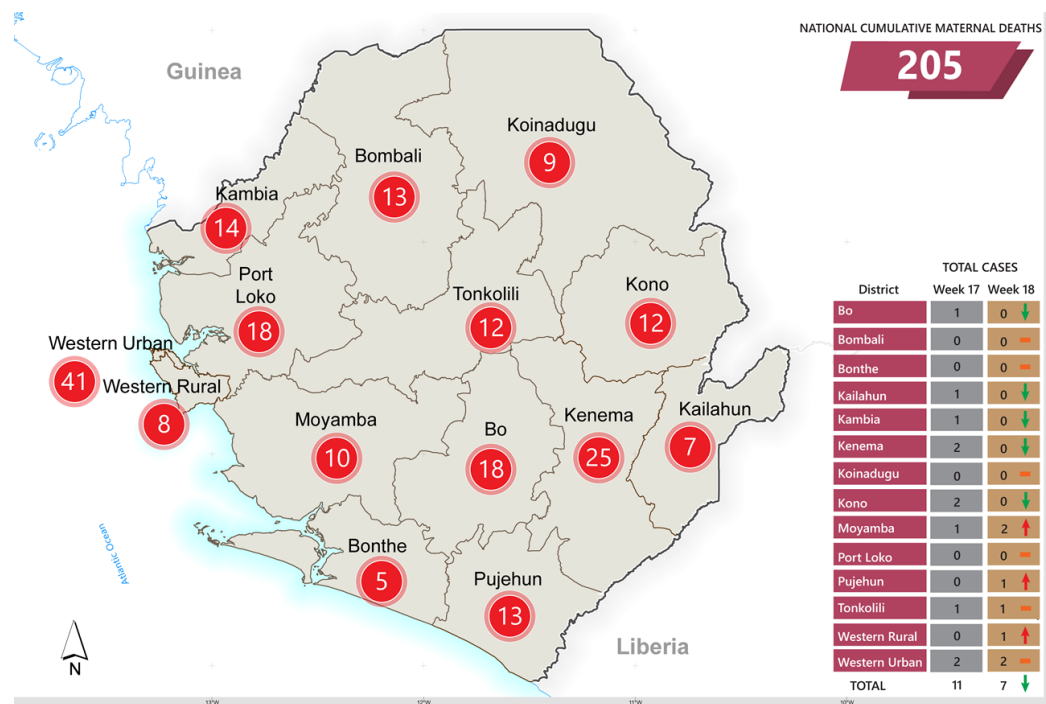 NATIONAL CUMULATIVE MATERNAL DEATHS
205
Guinea
Koinadugu
9
Bombali
13
Kambia
14
Port
Loko
18
Tonkolili
12
Kono
12
Western Urban
41
Western Rural
8
Moyamba
10
Bo
18
Kenema
25
Kailahun
7
Bonthe
5
Pujehun
13
Liberia
Atlantic Ocean
N
TOTAL CASES
District Week 17 Week 18
Bo 1 0
Bombali 0 0
Bonthe 0 0
Kailahun 1 0
Kambia 1 0
Kenema 2 0
Koinadugu 0 0
Kono 2 0
Moyamba 1 2
Port Loko 0 0
Pujehun 0 1
Tonkolili 1 1
Western Rural 0 1
Western Urban 2 2
TOTAL 11 7
13°W 12°W 11°W 10°W